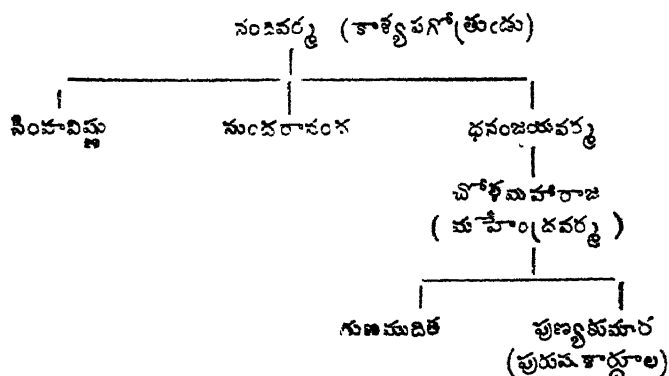 నందివర్మ (కాశ్యపగోత్రుఁడు)
సింహవిష్ణు సుందరానంద ధనంజయవర్మ
చోళమహారాజ
(మహేంద్రవర్మ)
గుణముదిత పుణ్యకుమార
(పురుషశార్దూల)